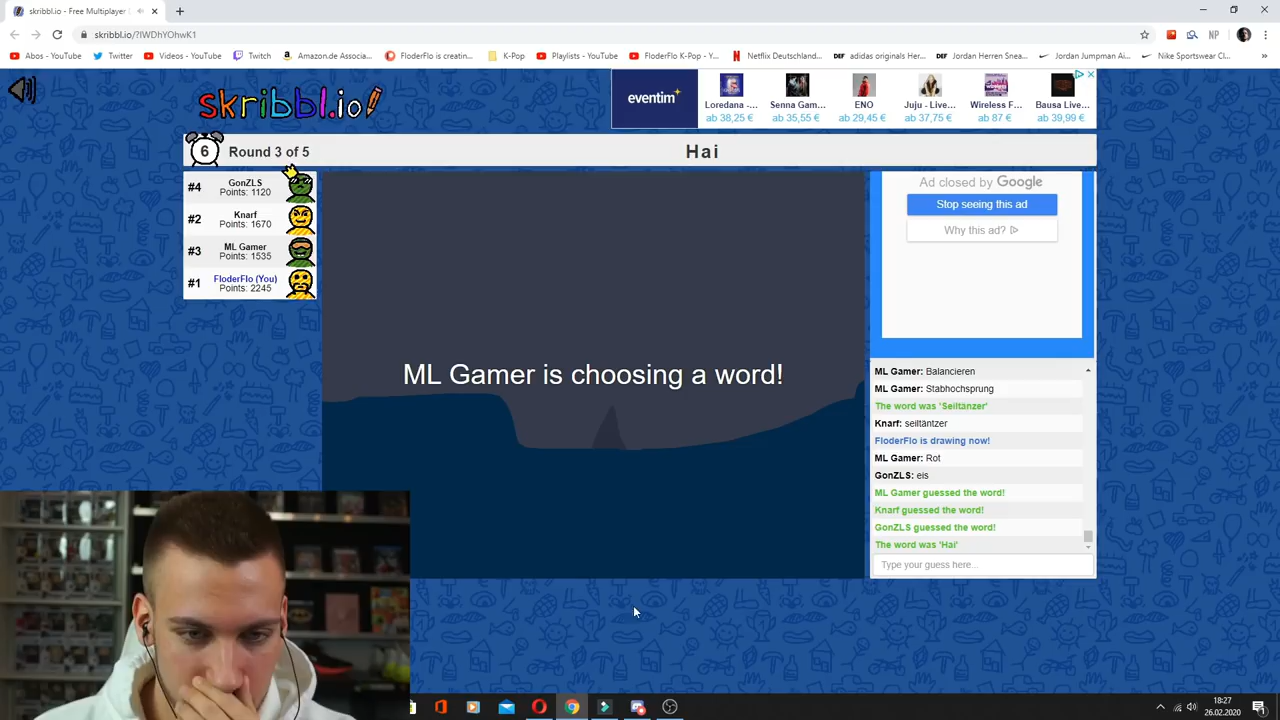 skribbl.io - Free Multiplayer
skribbl.io/?IWDhYOhwK1
NP
Abos - YouTube
Twitter
Videos - YouTube
Twitch
Amazon.de Associa...
FloderFlo is creatin...
K-Pop
Playlists - YouTube
FloderFlo K-Pop - Y...
Netflix Deutschland...
DEF adidas originals Her...
DEF Jordan Herren Snea...
Jordan Jumpman Ai...
Nike Sportswear Cl...
»
skribbl.io!
eventim
Loredana -...
ab 38,25 €
Senna Gam...
ab 35,55 €
ENO
ab 29,45 €
Juju - Live...
ab 37,75 €
Wireless F...
ab 87 €
Bausa Live...
ab 39,99 €
6
Round 3 of 5
Hai
#4
GonZLS
Points: 1120
#2
Knarf
Points: 1670
#3
ML Gamer
Points: 1535
#1
FloderFlo (You)
Points: 2245
ML Gamer is choosing a word!
Ad closed by Google
Stop seeing this ad
Why this ad?
ML Gamer: Balancieren
ML Gamer: Stabhochsprung
The word was 'Seiltänzer'
Knarf: seiltäntzer
FloderFlo is drawing now!
ML Gamer: Rot
GonZLS: eis
ML Gamer guessed the word!
Knarf guessed the word!
GonZLS guessed the word!
The word was 'Hai'
Type your guess here...
18:27
26.02.2020